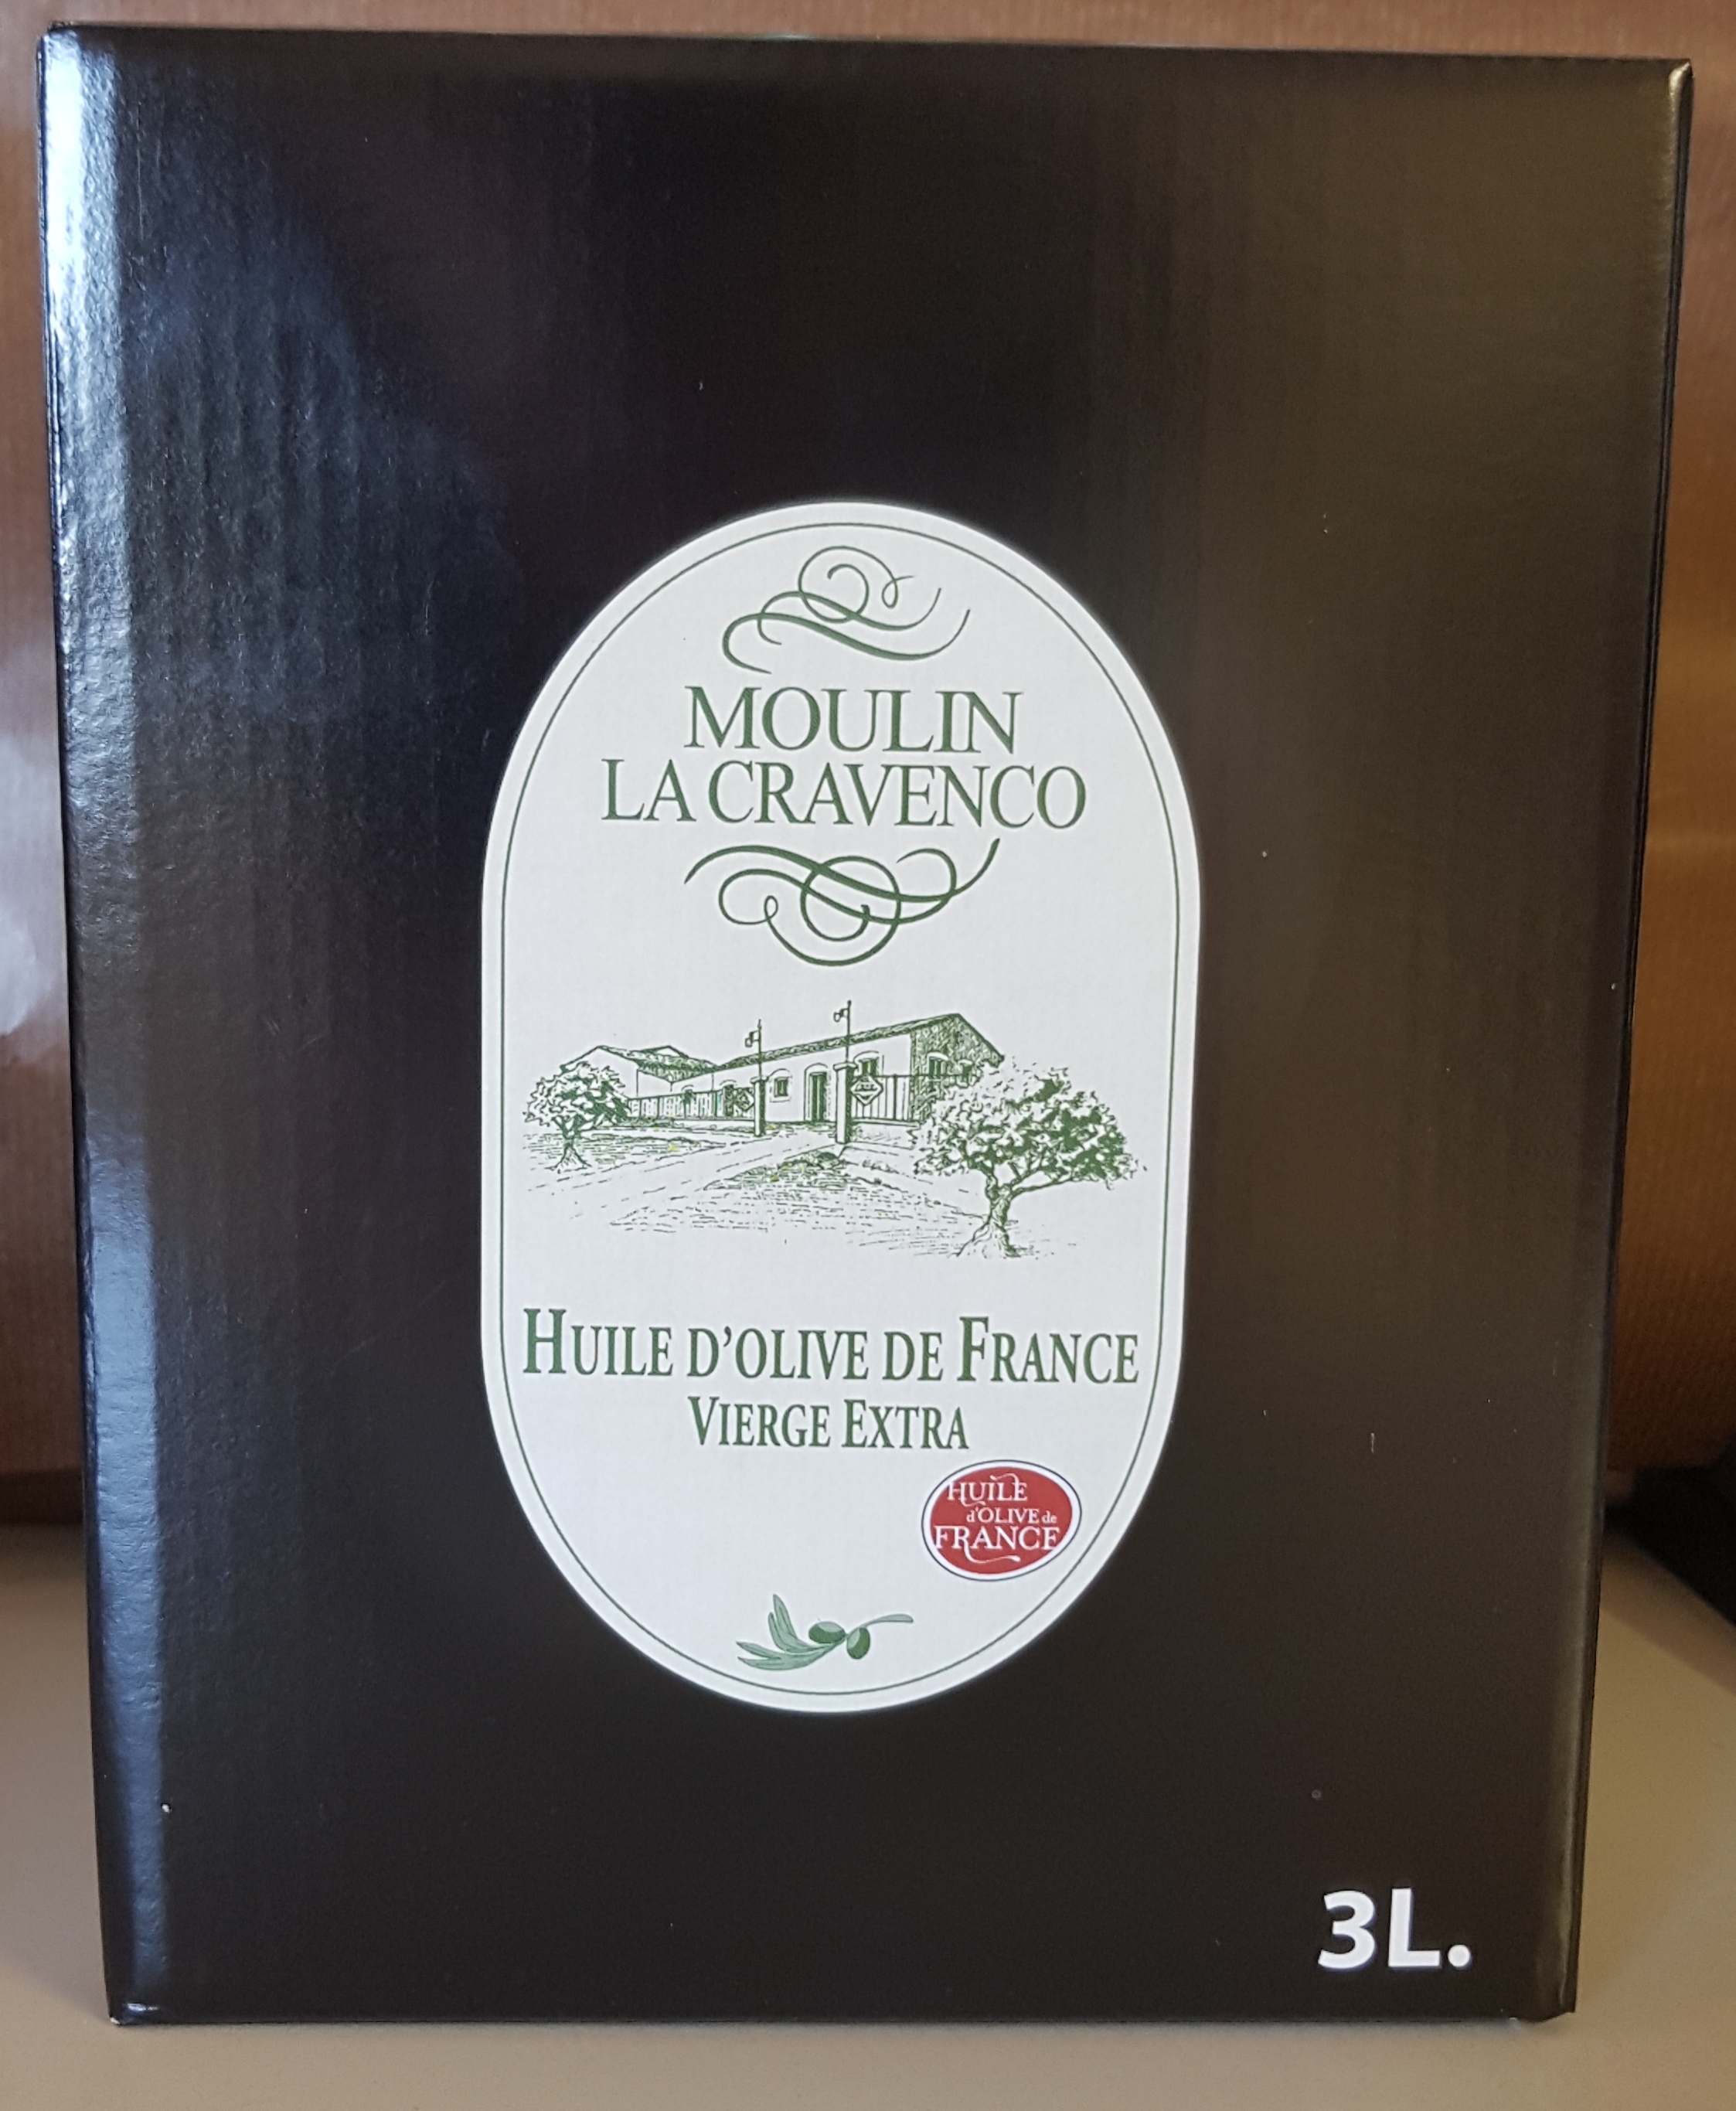 MOULIN
LA CRAVENCO
HUILE D'OLIVE DE FRANCE
VIERGE EXTRA
HUILE
d'OLIVE de
FRANCE
3L.